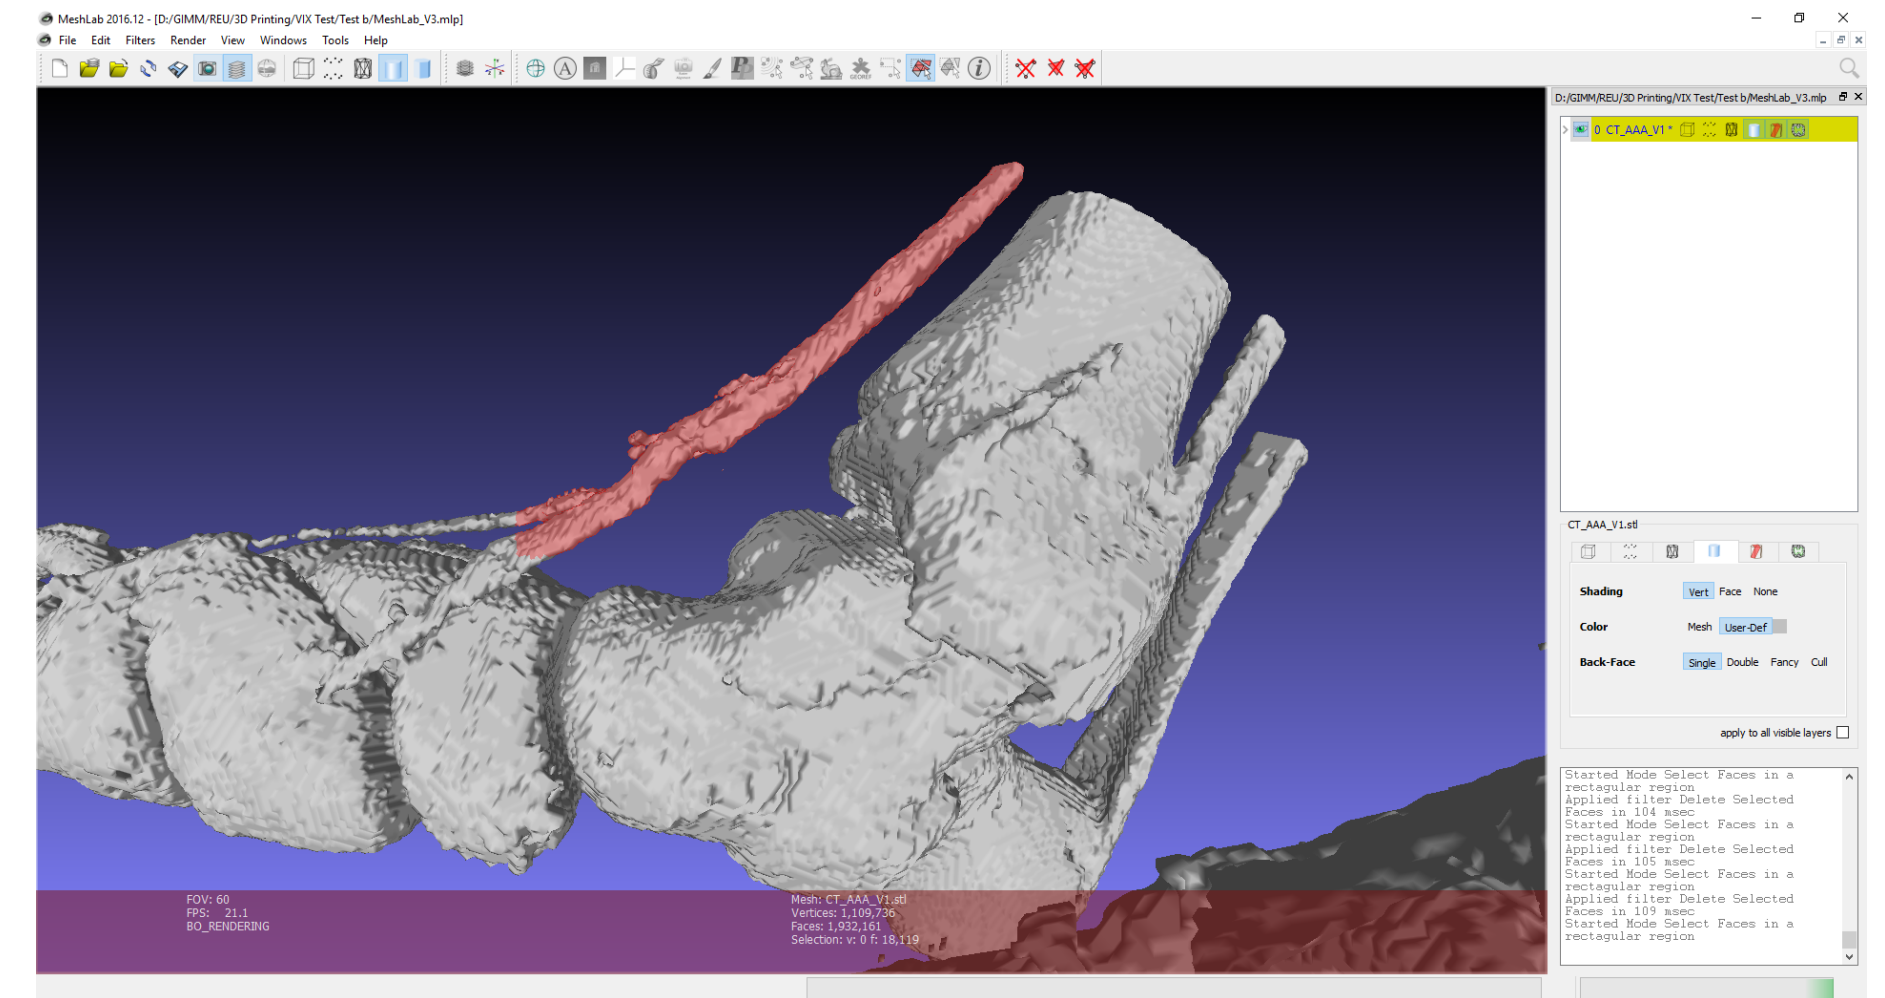 MeshLab 2016.12 - [D:/GIMM/REU/3D Printing/VIX Test/Test b/MeshLab_V3.mlp]
File Edit Filters Render View Windows Tools Help
A
GEOREF
i
D:/GIMM/REU/3D Printing/VIX Test/Test b/MeshLab_V3.mlp
0 CT_AAA_V1 *
CT_AAA_V1.stl
Shading Vert Face None
Color Mesh User-Def
Back-Face Single Double Fancy Cull
apply to all visible layers
Started Mode Select Faces in a
rectagular region
Applied filter Delete Selected
Faces in 104 msec
Started Mode Select Faces in a
rectagular region
Applied filter Delete Selected
Faces in 105 msec
Started Mode Select Faces in a
rectagular region
Applied filter Delete Selected
Faces in 109 msec
Started Mode Select Faces in a
rectagular region
FOV: 60
FPS: 21.1
BO_RENDERING
Mesh: CT_AAA_V1.stl
Vertices: 1,109,736
Faces: 1,932,161
Selection: v: 0 f: 18,119